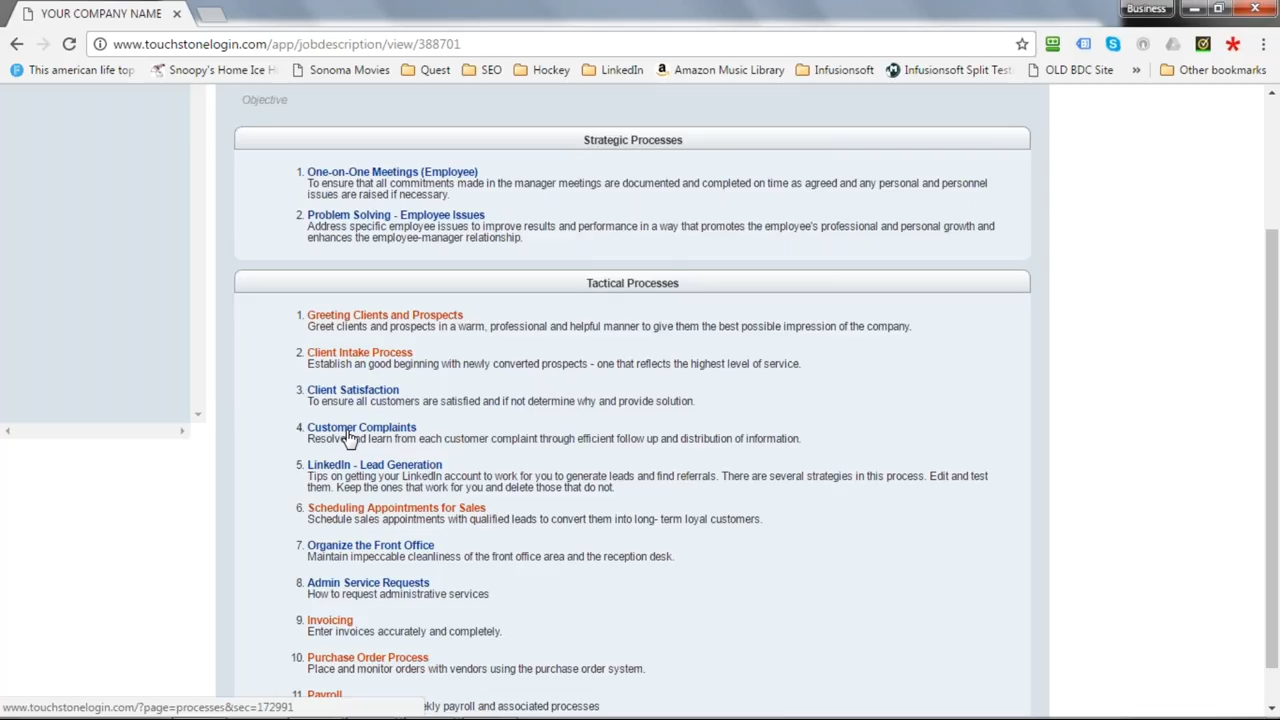 YOUR COMPANY NAME
Business
www.touchstonelogin.com/app/jobdescription/view/388701
This american life top
Snoopy's Home Ice H
Sonoma Movies
Quest
SEO
Hockey
LinkedIn
Amazon Music Library
Infusionsoft
Infusionsoft Split Test
OLD BDC Site
Other bookmarks
Objective
Strategic Processes
1. One-on-One Meetings (Employee)
To ensure that all commitments made in the manager meetings are documented and completed on time as agreed and any personal and personnel
issues are raised if necessary.
2. Problem Solving - Employee Issues
Address specific employee issues to improve results and performance in a way that promotes the employee's professional and personal growth and
enhances the employee-manager relationship.
Tactical Processes
1. Greeting Clients and Prospects
Greet clients and prospects in a warm, professional and helpful manner to give them the best possible impression of the company.
2. Client Intake Process
Establish an good beginning with newly converted prospects - one that reflects the highest level of service.
3. Client Satisfaction
To ensure all customers are satisfied and if not determine why and provide solution.
4. Customer Complaints
Resolve and learn from each customer complaint through efficient follow up and distribution of information.
5. LinkedIn - Lead Generation
Tips on getting your LinkedIn account to work for you to generate leads and find referrals. There are several strategies in this process. Edit and test
them. Keep the ones that work for you and delete those that do not.
6. Scheduling Appointments for Sales
Schedule sales appointments with qualified leads to convert them into long- term loyal customers.
7. Organize the Front Office
Maintain impeccable cleanliness of the front office area and the reception desk.
8. Admin Service Requests
How to request administrative services
9. Invoicing
Enter invoices accurately and completely.
10. Purchase Order Process
Place and monitor orders with vendors using the purchase order system.
11. Payroll
ekly payroll and associated processes
www.touchstonelogin.com/?page=processes&sec=172991